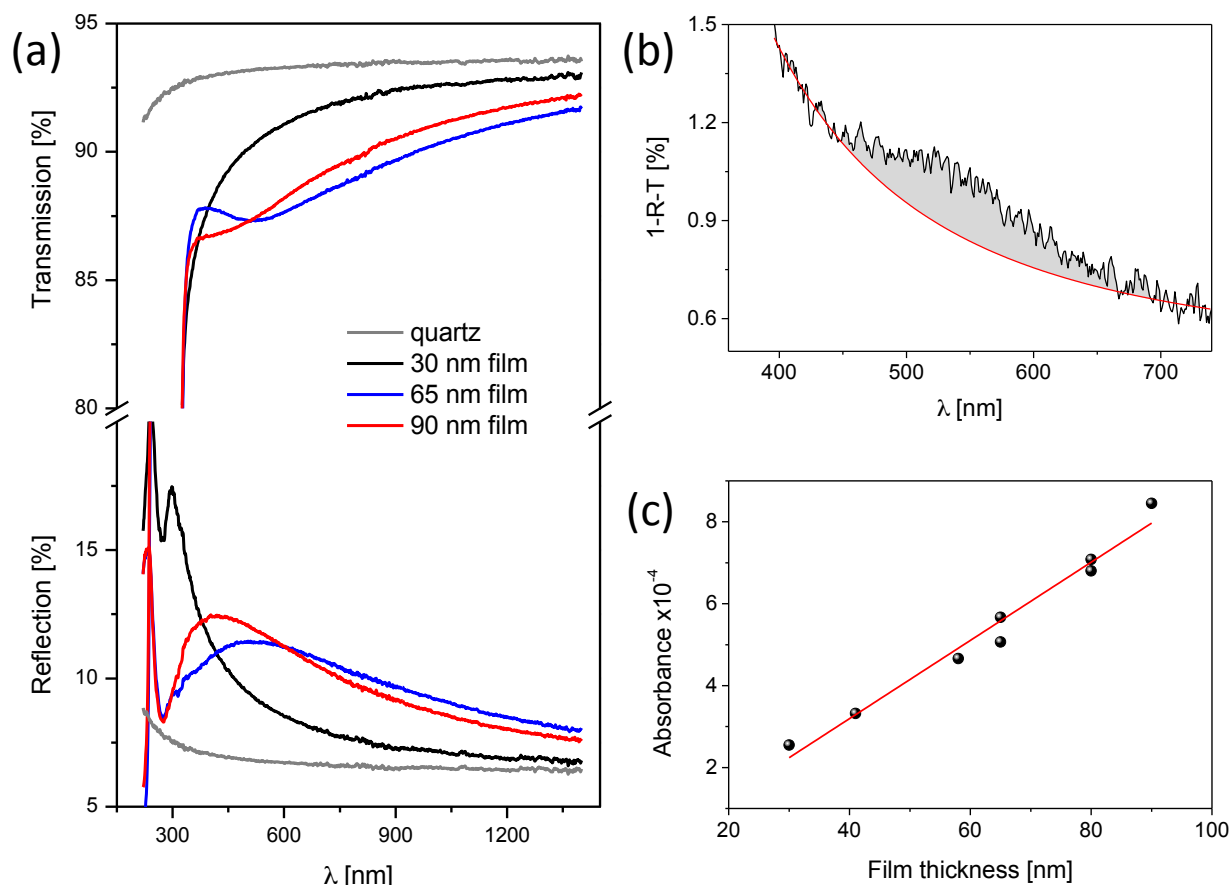 (a)
95
90
85
80
Transmission [%]
quartz
30 nm film
65 nm film
90 nm film
15
10
5
Reflection [%]
300 600 900 1200
λ [nm]
(b)
1.5
1.2
0.9
0.6
1-R-T [%]
400 500 600 700
λ [nm]
(c)
8
6
4
2
Absorbance x10⁻⁴
20 40 60 80 100
Film thickness [nm]